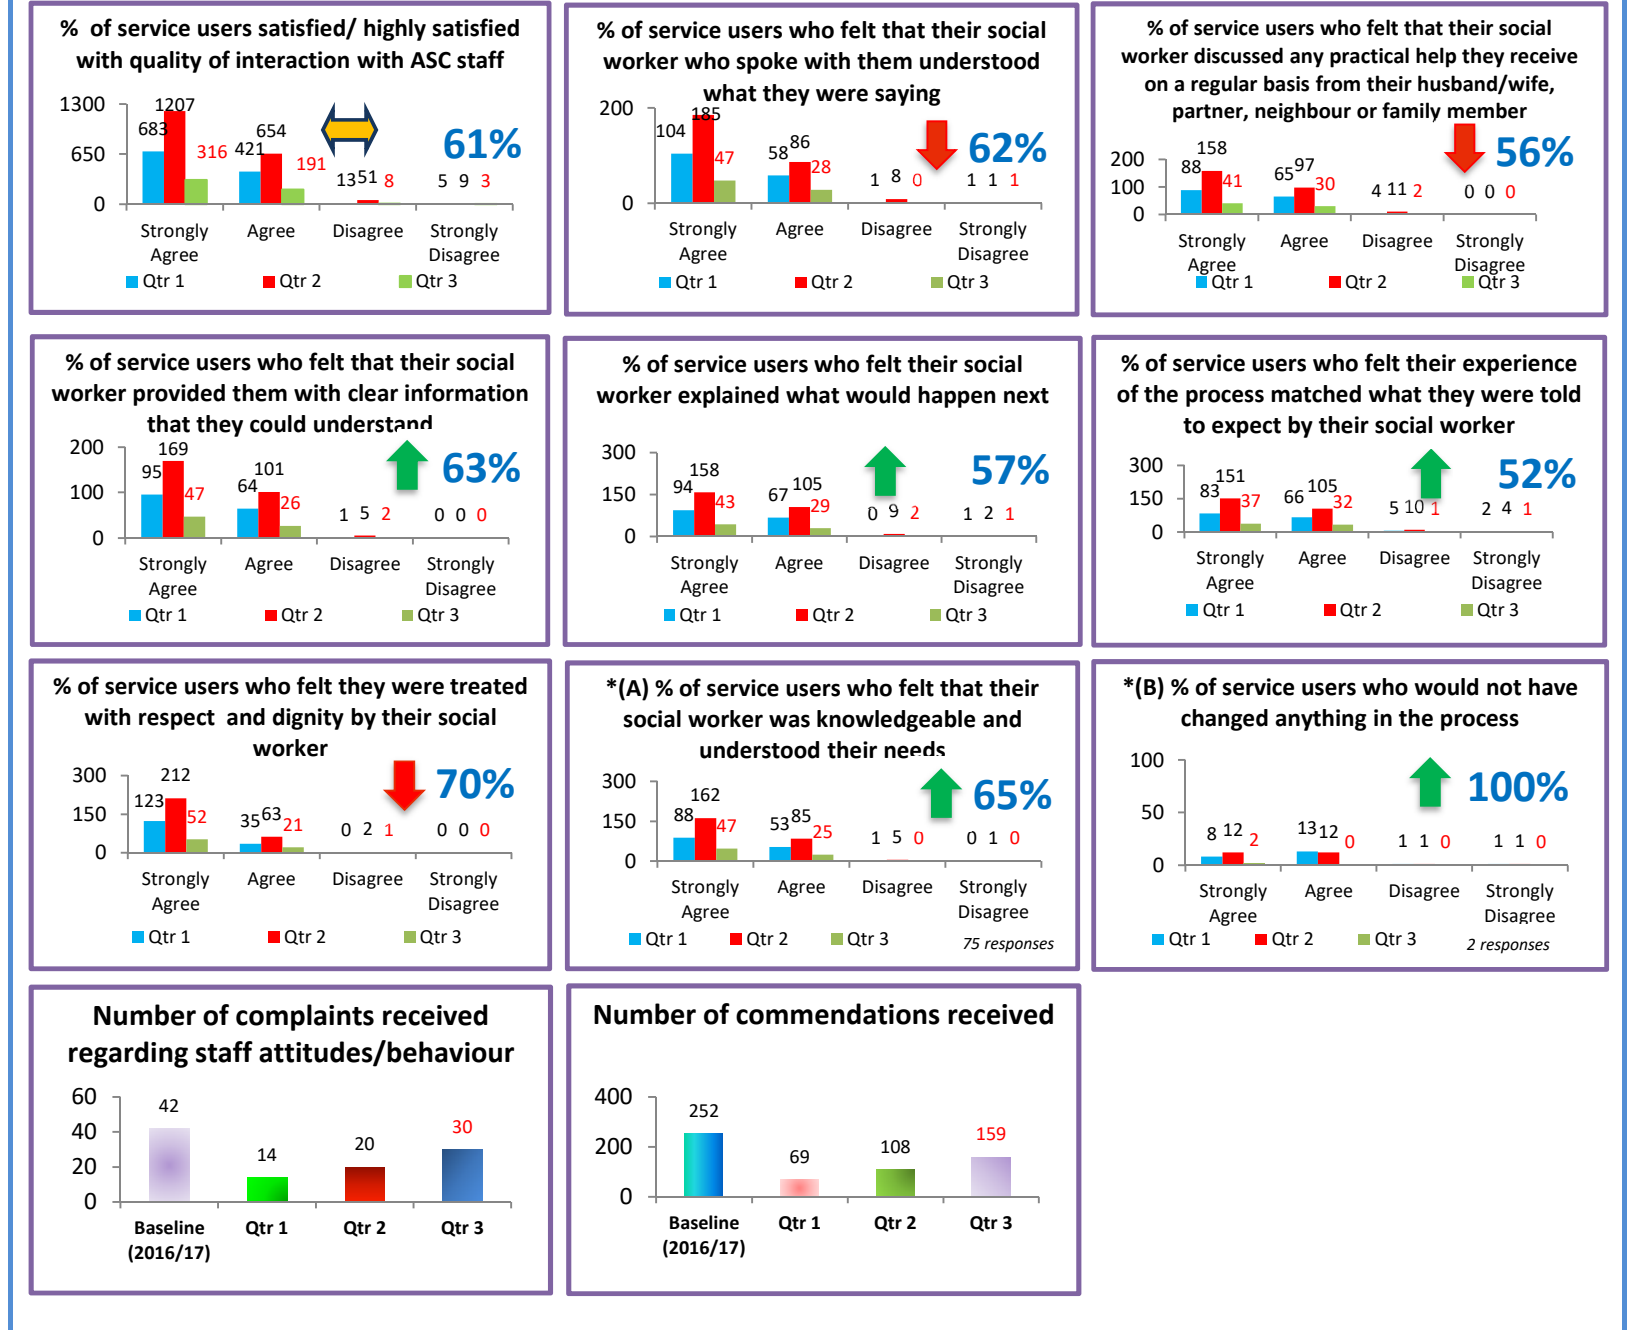 % of service users satisfied/ highly satisfied
with quality of interaction with ASC staff
1300
650
0
683
1207
316
421
654
191
13
51
8
5
9
3
61%
Strongly
Agree
Agree
Disagree
Strongly
Disagree
Qtr 1
Qtr 2
Qtr 3
% of service users who felt that their social
worker who spoke with them understood
what they were saying
200
0
104
185
47
58
86
28
1
8
0
1
1
1
62%
Strongly
Agree
Agree
Disagree
Strongly
Disagree
Qtr 1
Qtr 2
Qtr 3
% of service users who felt that their social
worker discussed any practical help they receive
on a regular basis from their husband/wife,
partner, neighbour or family member
200
100
0
88
158
41
65
97
30
4
11
2
0
0
0
56%
Strongly
Agree
Agree
Disagree
Strongly
Disagree
Qtr 1
Qtr 2
Qtr 3
% of service users who felt that their social
worker provided them with clear information
that they could understand
200
100
0
95
169
47
64
101
26
1
5
2
0
0
0
63%
Strongly
Agree
Agree
Disagree
Strongly
Disagree
Qtr 1
Qtr 2
Qtr 3
% of service users who felt their social
worker explained what would happen next
300
150
0
94
158
43
67
105
29
0
9
2
1
2
1
57%
Strongly
Agree
Agree
Disagree
Strongly
Disagree
Qtr 1
Qtr 2
Qtr 3
% of service users who felt their experience
of the process matched what they were told
to expect by their social worker
300
150
0
83
151
37
66
105
32
5
10
1
2
4
1
52%
Strongly
Agree
Agree
Disagree
Strongly
Disagree
Qtr 1
Qtr 2
Qtr 3
% of service users who felt they were treated
with respect and dignity by their social
worker
300
150
0
123
212
52
35
63
21
0
2
1
0
0
0
70%
Strongly
Agree
Agree
Disagree
Strongly
Disagree
Qtr 1
Qtr 2
Qtr 3
*(A) % of service users who felt that their
social worker was knowledgeable and
understood their needs
300
150
0
88
162
47
53
85
25
1
5
0
0
1
0
65%
Strongly
Agree
Agree
Disagree
Strongly
Disagree
Qtr 1
Qtr 2
Qtr 3
75 responses
*(B) % of service users who would not have
changed anything in the process
100
50
0
8
12
2
13
12
0
1
1
0
1
1
0
100%
Strongly
Agree
Agree
Disagree
Strongly
Disagree
Qtr 1
Qtr 2
Qtr 3
2 responses
Number of complaints received
regarding staff attitudes/behaviour
60
40
20
0
42
14
20
30
Baseline
(2016/17)
Qtr 1
Qtr 2
Qtr 3
Number of commendations received
400
200
0
252
69
108
159
Baseline
(2016/17)
Qtr 1
Qtr 2
Qtr 3